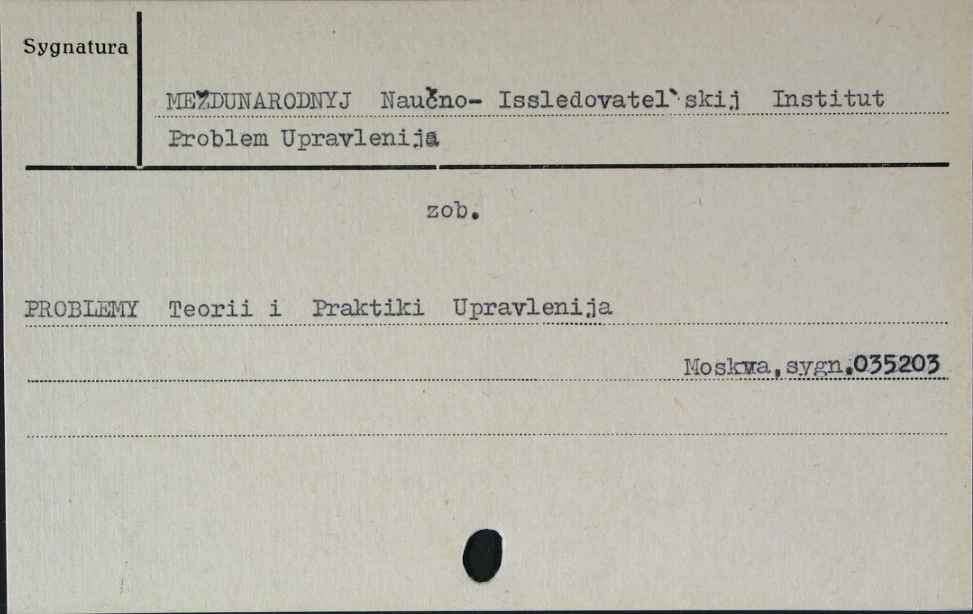 Sygnatura
MEŽDUNARODNYJ Naučno- Issledovatel`skij Institut
Problem Upravlenija
zob.
PROBLEMY Teorii i Praktiki Upravlenija
Moskwa, sygn.035203